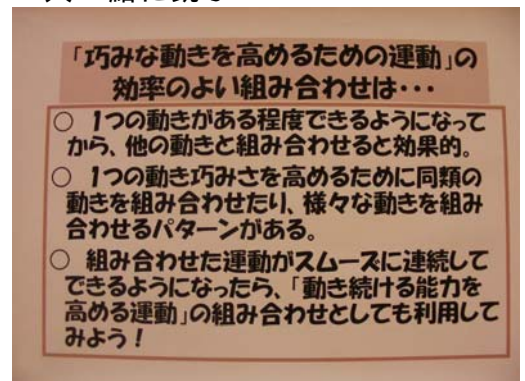 「巧みな動きを高めるための運動」の
効率のよい組み合わせは・・・
○ 1つの動きがある程度できるようになって
から、他の動きと組み合わせると効果的。
○ 1つの動き巧みさを高めるために同類の
動きを組み合わせたり、様々な動きを組み
合わせるパターンがある。
○ 組み合わせた運動がスムーズに連続して
できるようになったら、「動き続ける能力を
高める運動」の組み合わせとしても利用して
みよう！